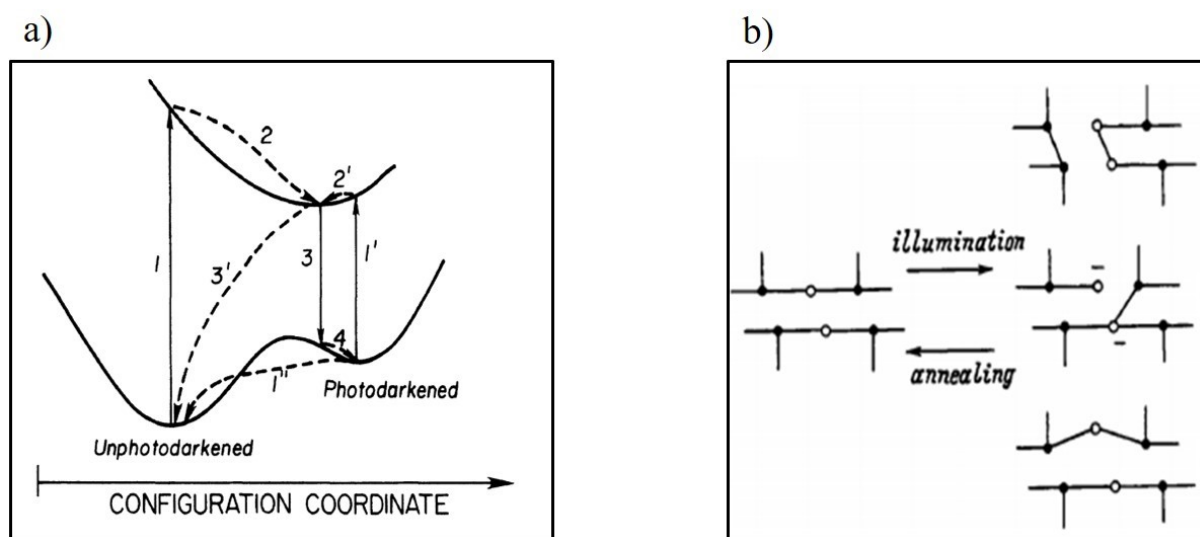 a)
2
2'
1
3'
3
1'
4
1"
Photodarkened
Unphotodarkened
CONFIGURATION COORDINATE
b)
illumination
annealing
−
−